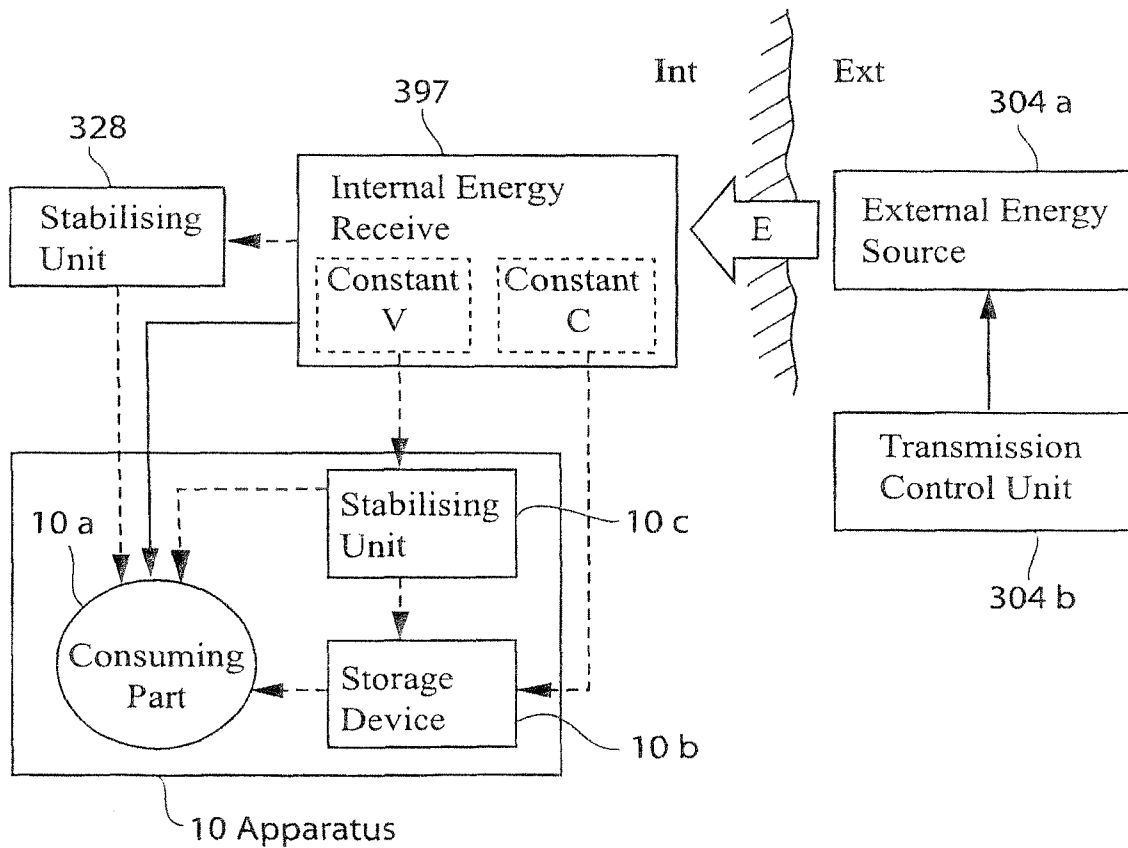 Int
Ext
397
304 a
328
Internal Energy
Receive
Stabilising
Unit
E
External Energy
Source
Constant
V
Constant
C
Transmission
Control Unit
Stabilising
Unit
10 c
10 a
304 b
Consuming
Part
Storage
Device
10 b
10 Apparatus